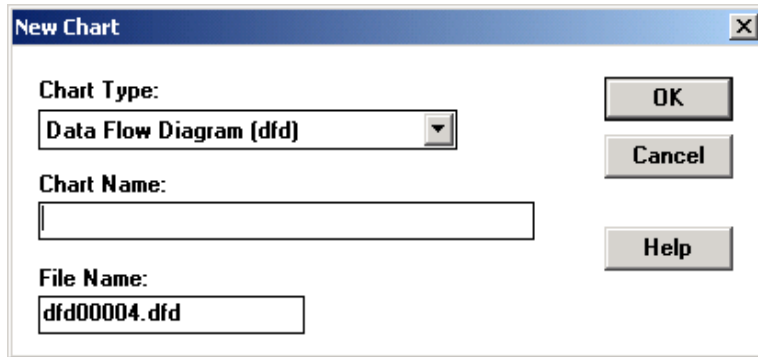 New Chart
Chart Type:
OK
Data Flow Diagram (dfd)
Cancel
Chart Name:
Help
File Name:
dfd00004.dfd